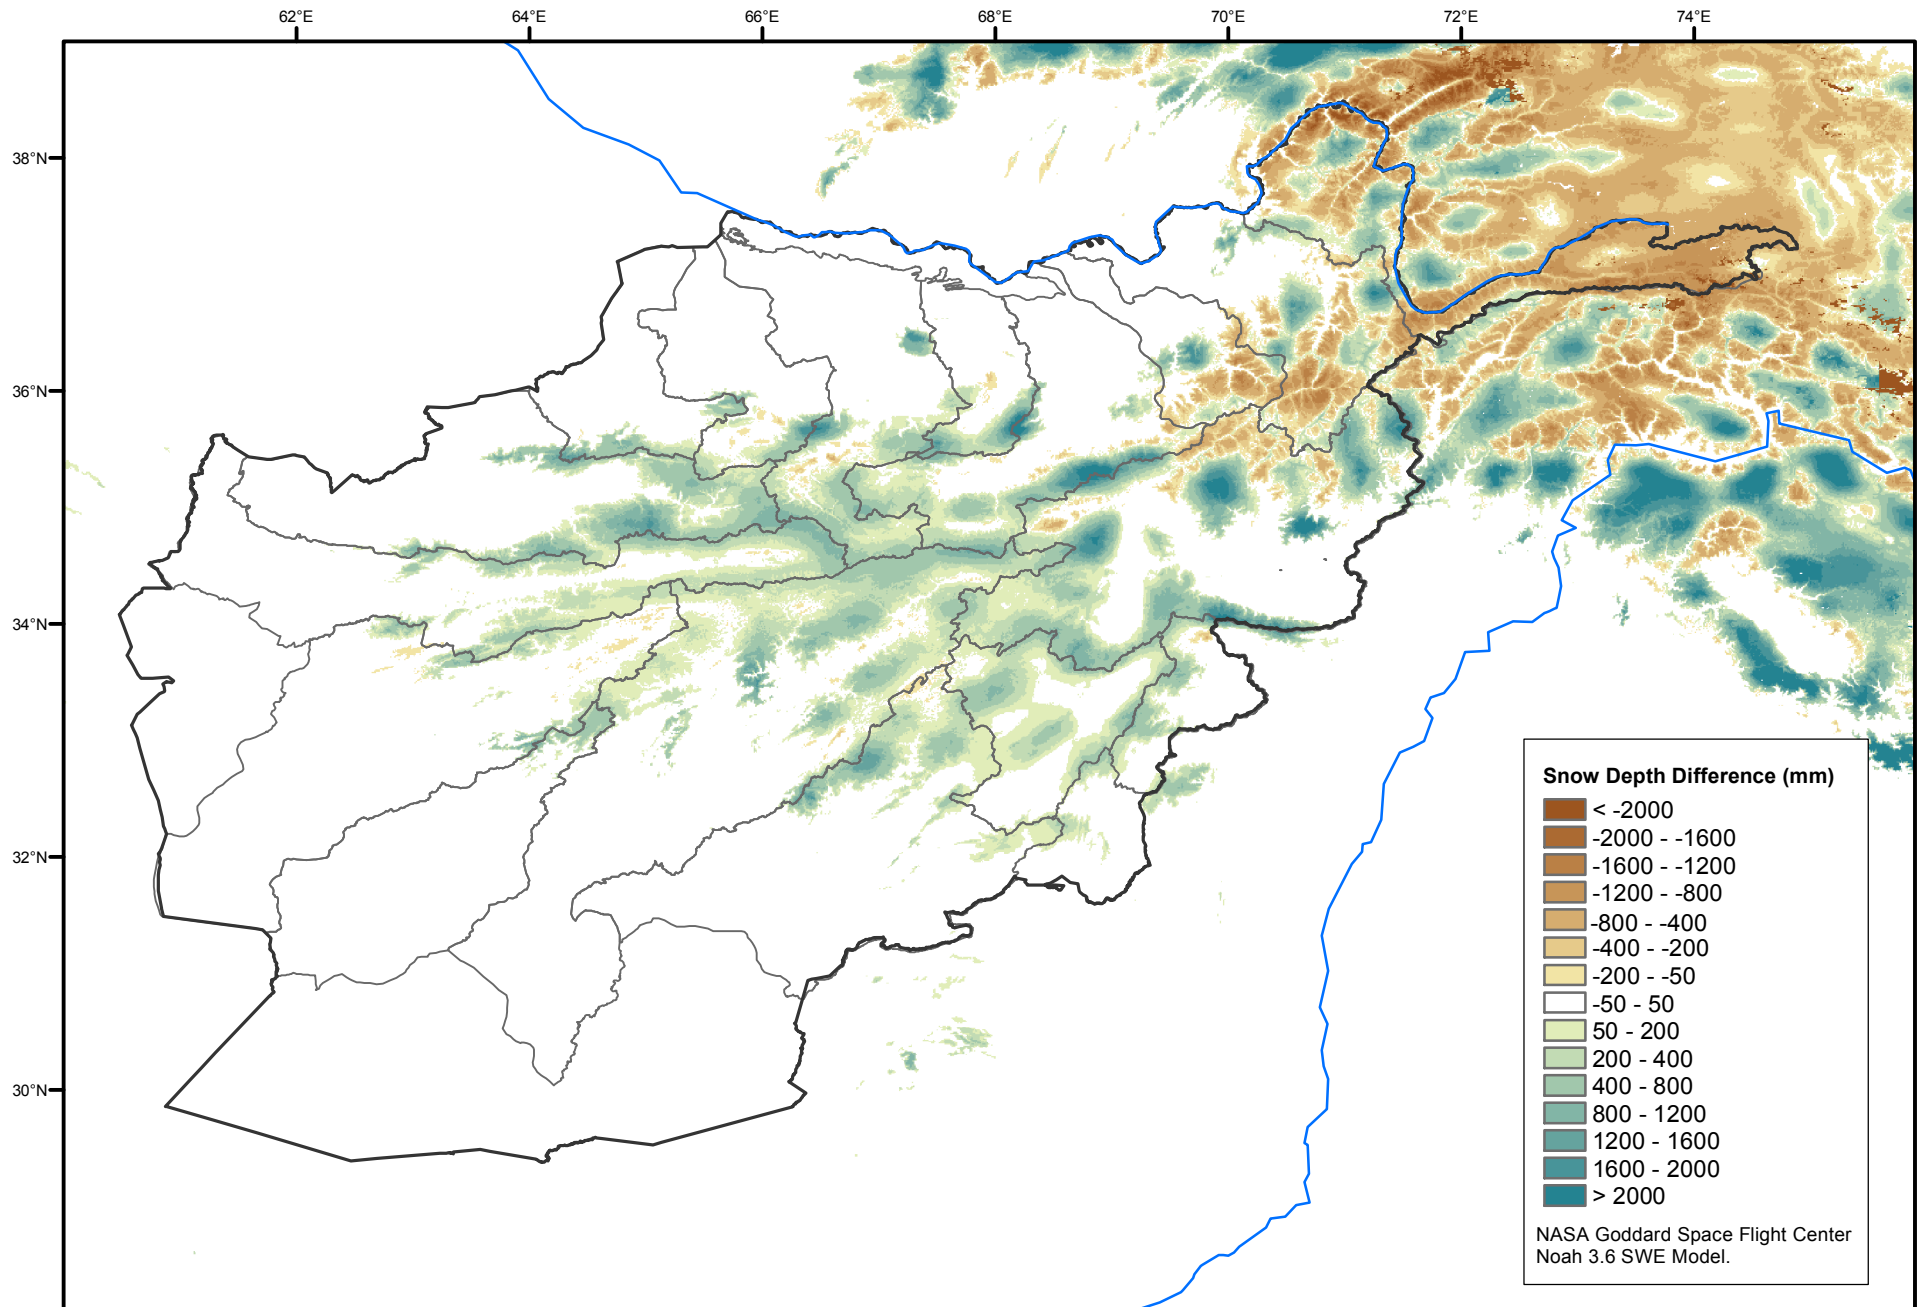 62°E 64°E 66°E 68°E 70°E 72°E 74°E
38°N
36°N
34°N
32°N
30°N
Snow Depth Difference (mm)
< -2000
-2000 - -1600
-1600 - -1200
-1200 - -800
-800 - -400
-400 - -200
-200 - -50
-50 - 50
50 - 200
200 - 400
400 - 800
800 - 1200
1200 - 1600
1600 - 2000
> 2000
NASA Goddard Space Flight Center
Noah 3.6 SWE Model.